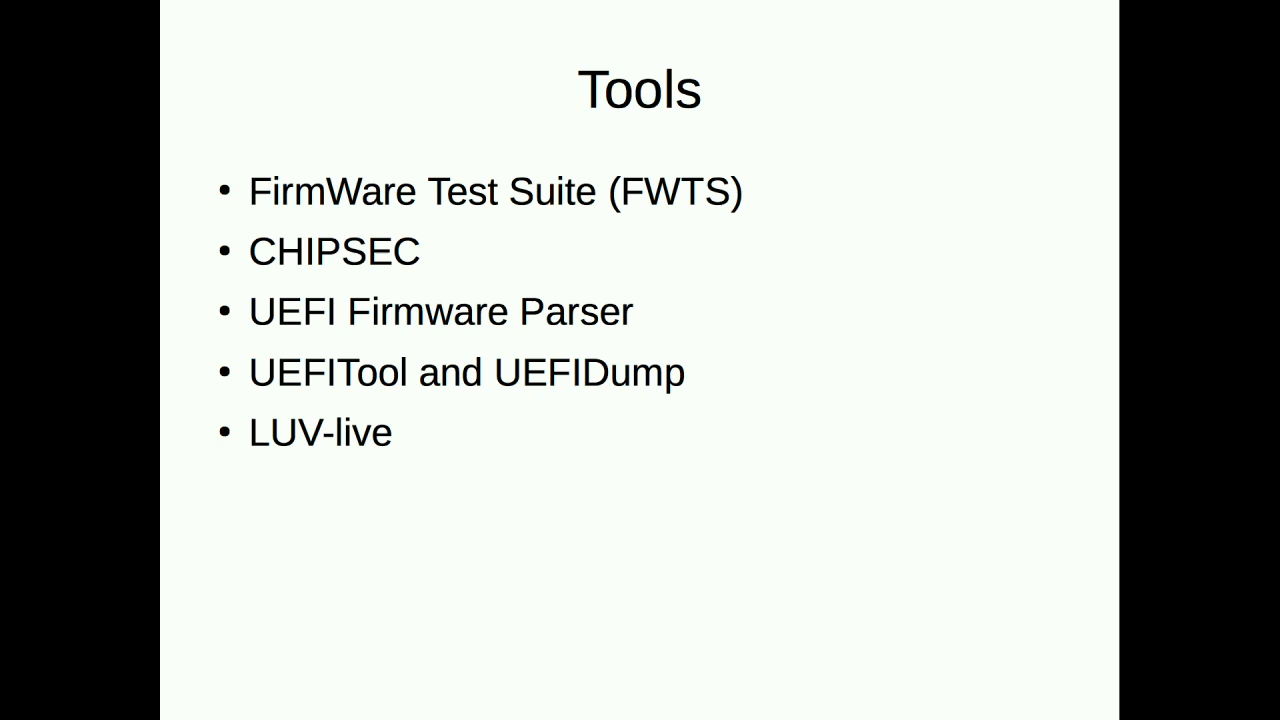 Tools
• FirmWare Test Suite (FWTS)
• CHIPSEC
• UEFI Firmware Parser
• UEFITool and UEFIDump
• LUV-live